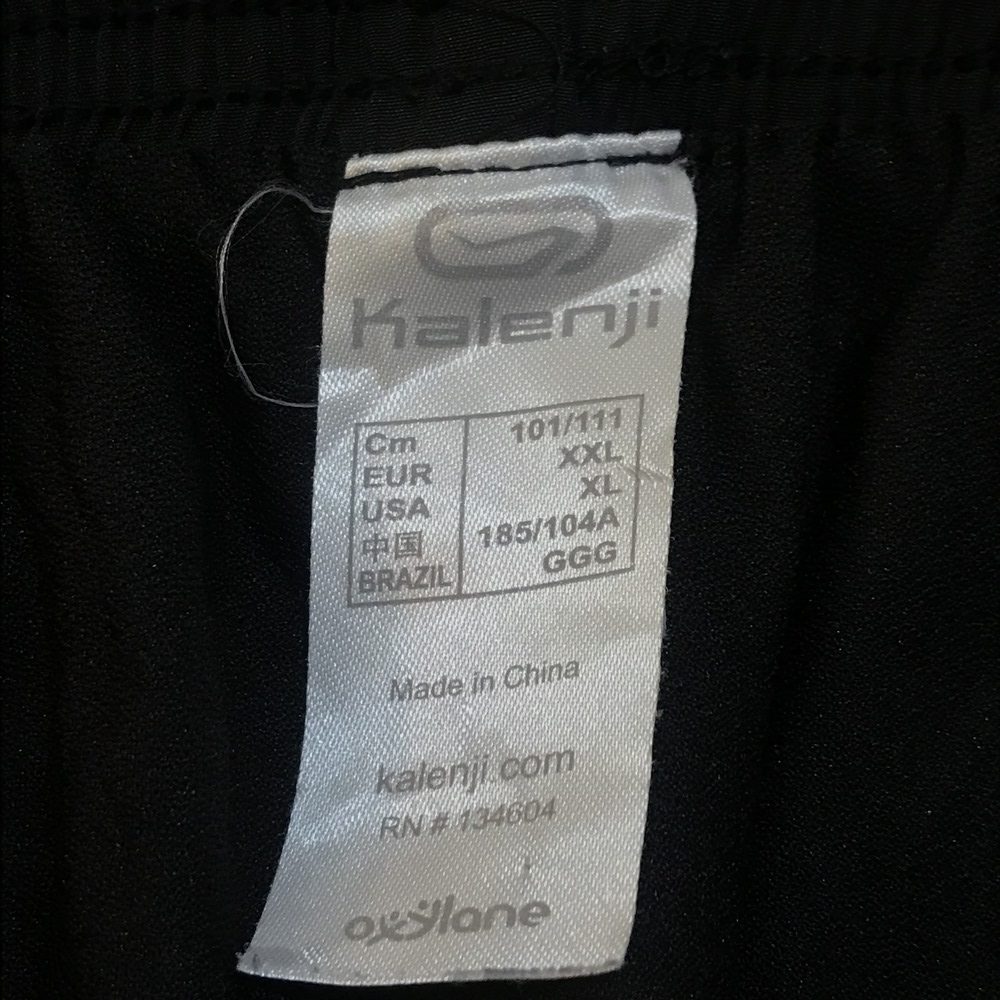 Kalenji
Cm 101/111
EUR XXL
USA XL
中国 185/104A
BRAZIL GGG
Made in China
kalenji.com
RN # 134604
oxylane